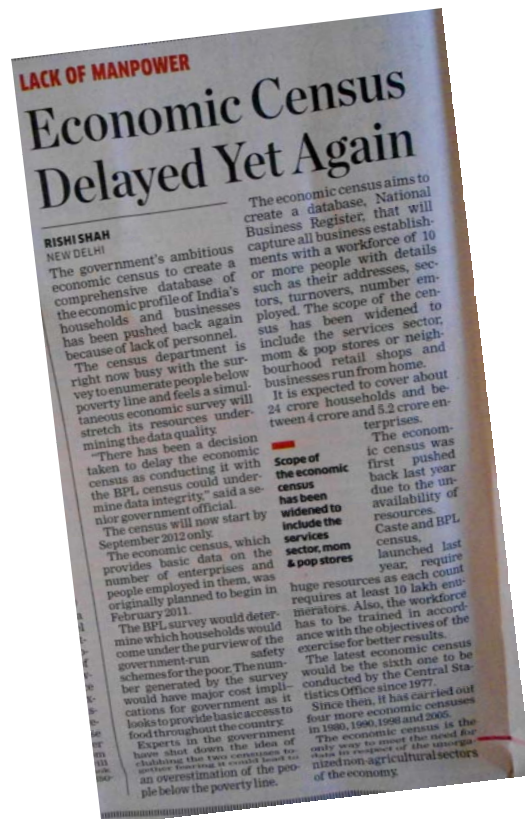 LACK OF MANPOWER
Economic Census
Delayed Yet Again
RISHI SHAH
NEW DELHI
The government's ambitious
economic census to create a
comprehensive database of
the economic profile of India's
households and businesses
has been pushed back again
because of lack of personnel.
The census department is
right now busy with the sur-
vey to enumerate people below
poverty line and feels a simul-
taneous economic survey will
stretch its resources under-
mining the data quality.
"There has been a decision
taken to delay the economic
census as conducting it with
the BPL census could under-
mine data integrity," said a se-
nior government official.
The census will now start by
September 2012 only.
The economic census, which
provides basic data on the
number of enterprises and
people employed in them, was
originally planned to begin in
February 2011.
The BPL survey would deter-
mine which households would
come under the purview of the
government-run safety
schemes for the poor. The num-
ber generated by the survey
would have major cost impli-
cations for government as it
looks to provide basic access to
food throughout the country.
Experts in the government
have shut down the idea of
clubbing the two censuses to-
gether fearing it could lead to
an overestimation of the peo-
ple below the poverty line.
The economic census aims to
create a database, National
Business Register, that will
capture all business establish-
ments with a workforce of 10
or more people with details
such as their addresses, sec-
tors, turnovers, number em-
ployed. The scope of the cen-
sus has been widened to
include the services sector,
mom & pop stores or neigh-
bourhood retail shops and
businesses run from home.
It is expected to cover about
24 crore households and be-
tween 4 crore and 5.2 crore en-
terprises.
The econom-
ic census was
first pushed
back last year
due to the un-
availability of
resources.
Caste and BPL
census,
launched last
year, require
huge resources as each count
requires at least 10 lakh enu-
merators. Also, the workforce
has to be trained in accord-
ance with the objectives of the
exercise for better results.
The latest economic census
would be the sixth one to be
conducted by the Central Sta-
tistics Office since 1977.
Since then, it has carried out
four more economic censuses
in 1980, 1990, 1998 and 2005.
The economic census is the
only way to meet the need for
data in respect of the unorga-
nized non-agricultural sectors
of the economy.
Scope of
the economic
census
has been
widened to
include the
services
sector, mom
& pop stores